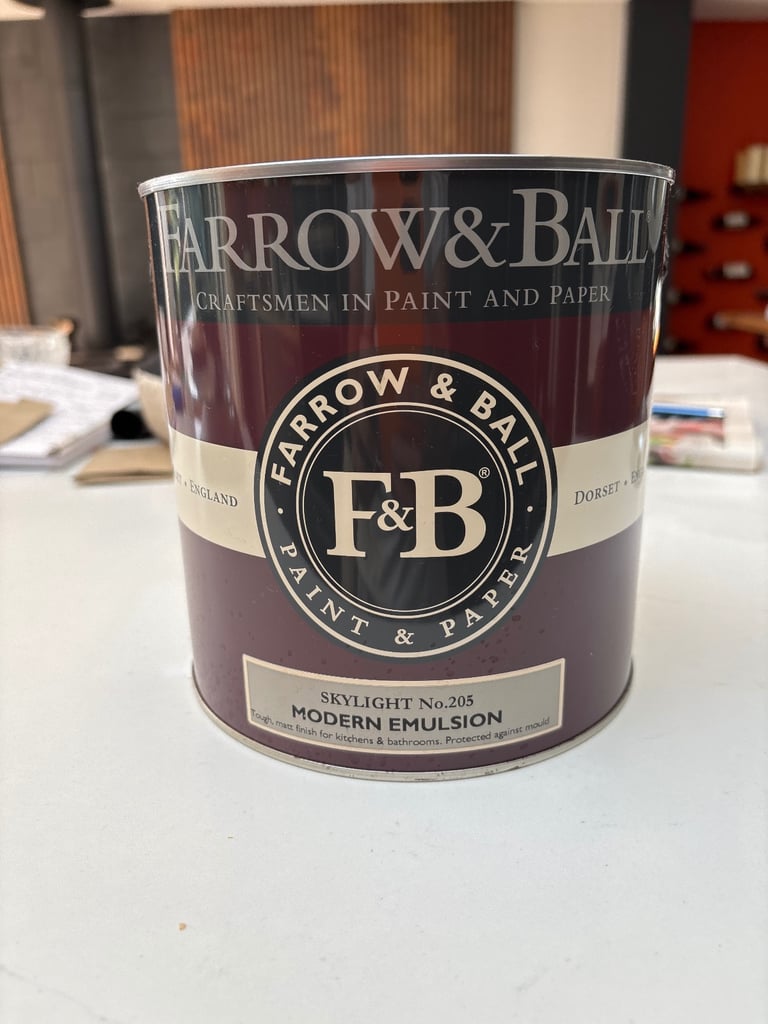 FARROW&BALL
CRAFTSMEN IN PAINT AND PAPER
FARROW & BALL
ENGLAND
F&B®
DORSET
PAINT & PAPER
SKYLIGHT No.205
MODERN EMULSION
Tough, matt finish for kitchens & bathrooms. Protected against mould